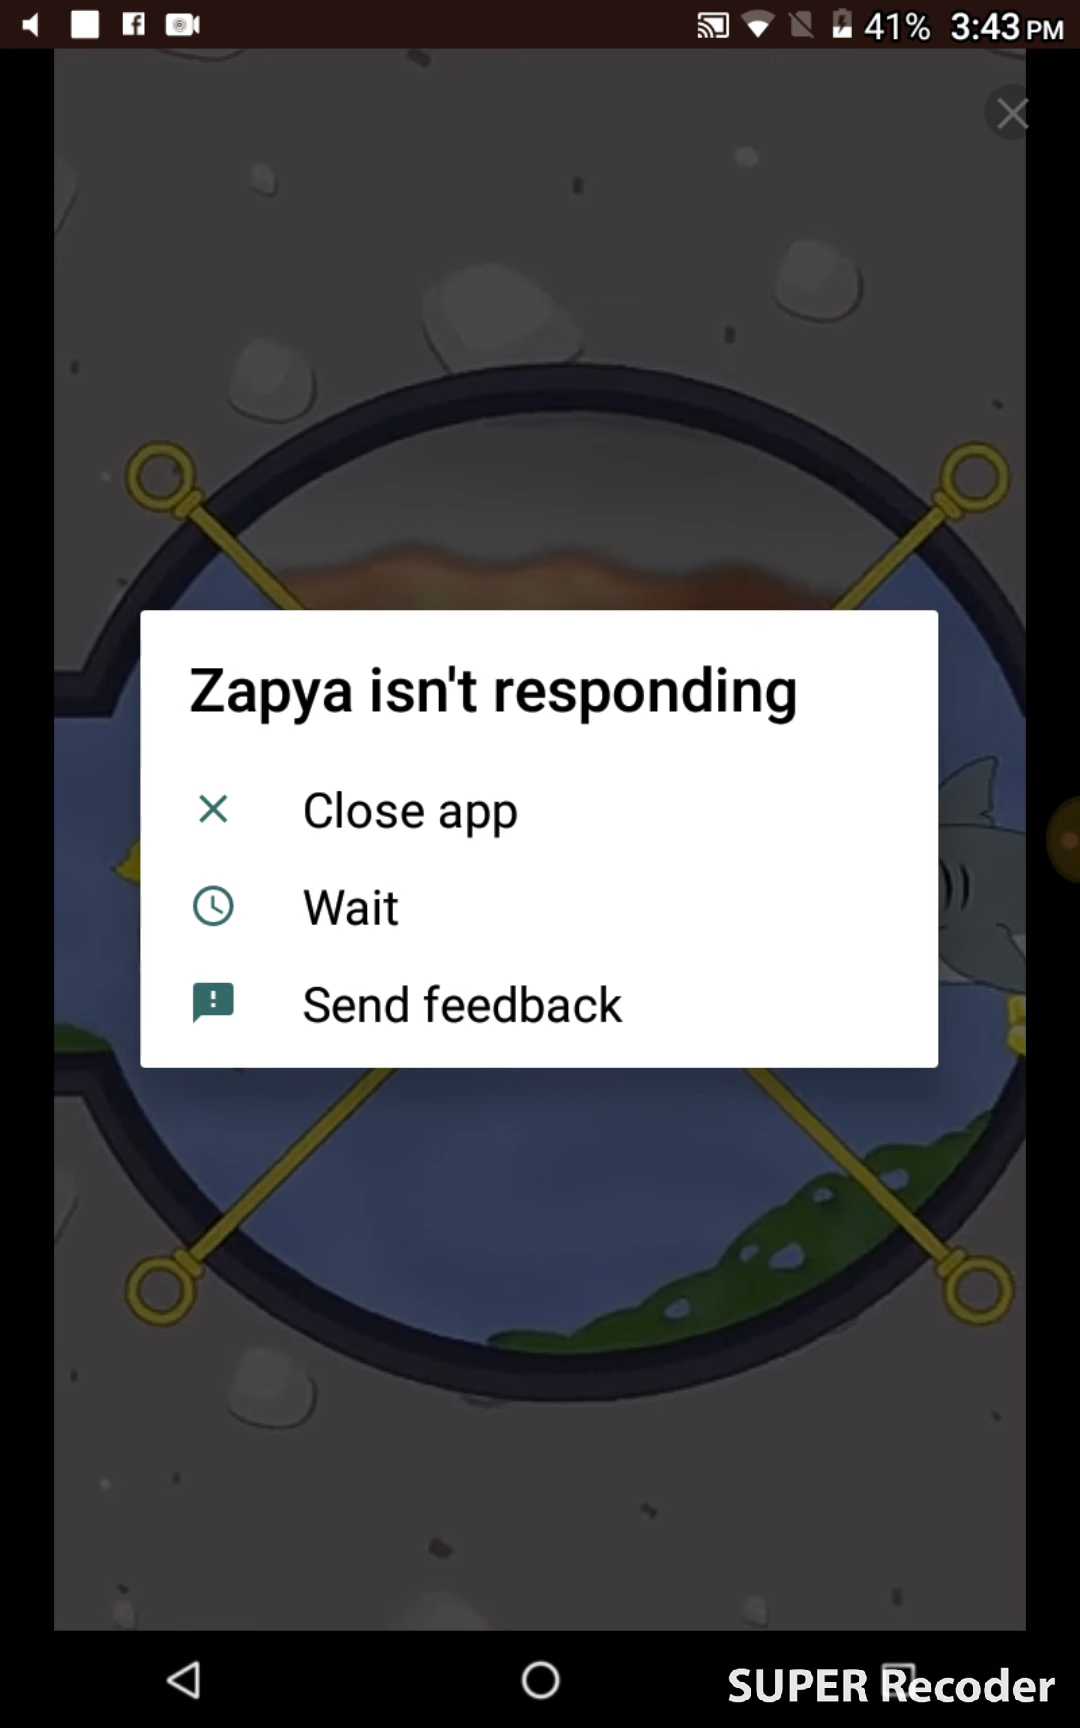 41% 3:43 PM
Zapya isn't responding
Close app
Wait
Send feedback
SUPER Recoder